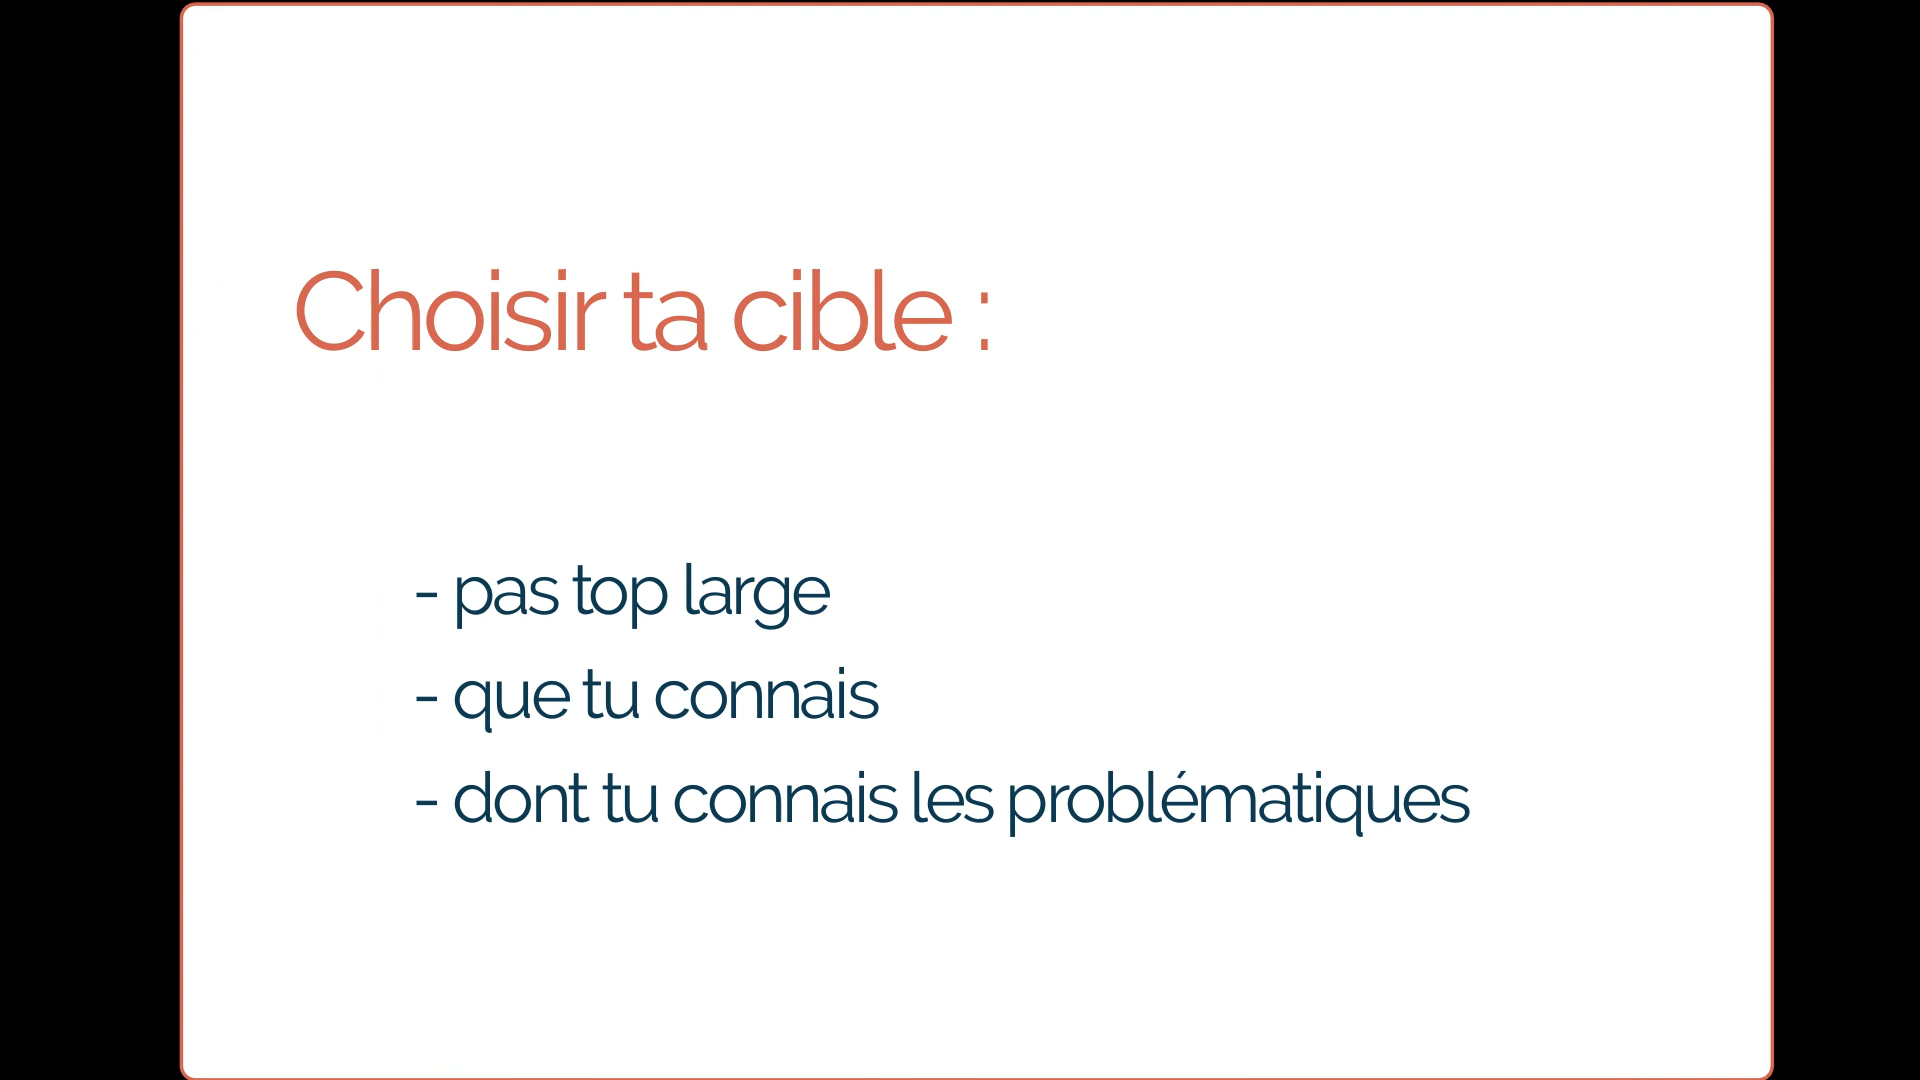 Choisir ta cible :
- pas top large
- que tu connais
- dont tu connais les problématiques